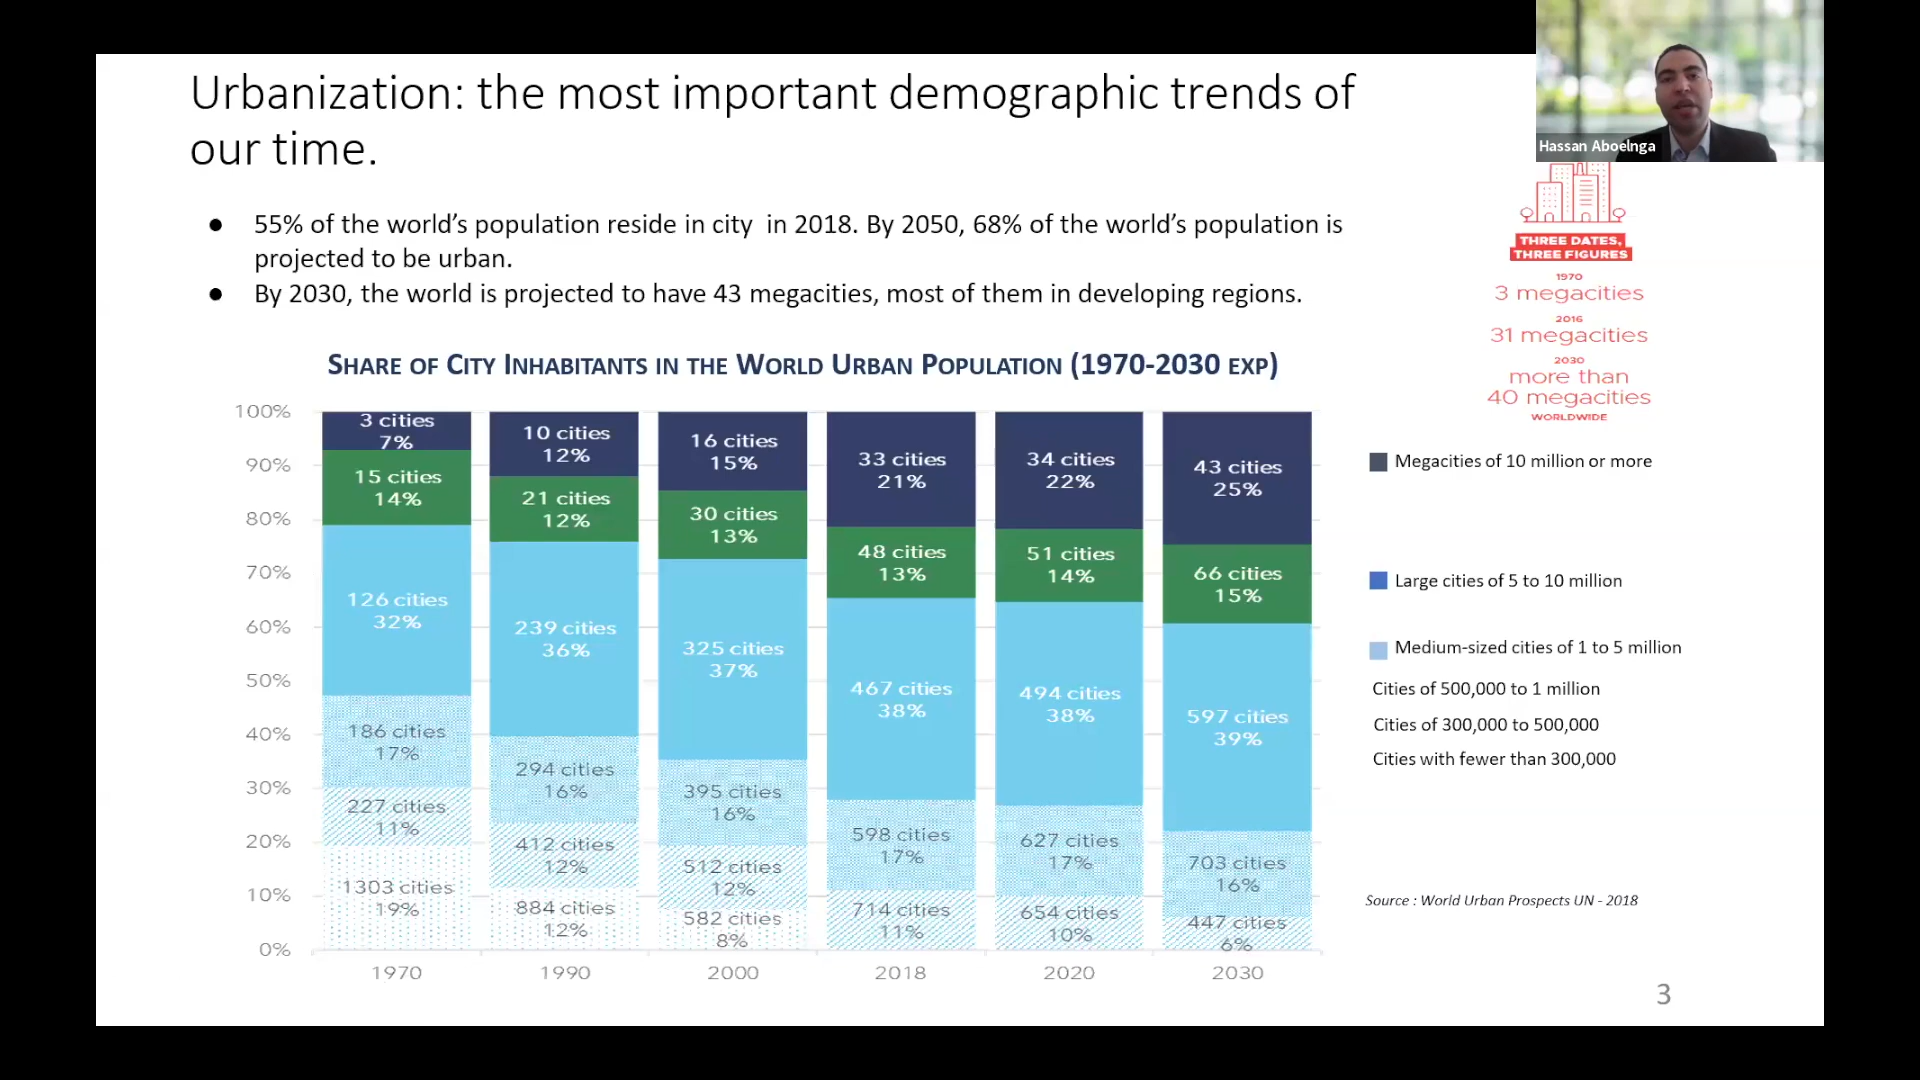 Urbanization: the most important demographic trends of
our time.
● 55% of the world's population reside in city in 2018. By 2050, 68% of the world's population is
projected to be urban.
● By 2030, the world is projected to have 43 megacities, most of them in developing regions.
Hassan Aboelnga
THREE DATES,
THREE FIGURES
1970
3 megacities
2016
31 megacities
2030
more than
40 megacities
WORLDWIDE
SHARE OF CITY INHABITANTS IN THE WORLD URBAN POPULATION (1970-2030 EXP)
100%
90%
80%
70%
60%
50%
40%
30%
20%
10%
0%
3 cities
7%
15 cities
14%
126 cities
32%
186 cities
17%
227 cities
11%
1303 cities
19%
1970
10 cities
12%
21 cities
12%
239 cities
36%
294 cities
16%
412 cities
12%
884 cities
12%
1990
16 cities
15%
30 cities
13%
325 cities
37%
395 cities
16%
512 cities
12%
582 cities
8%
2000
33 cities
21%
48 cities
13%
467 cities
38%
598 cities
17%
714 cities
11%
2018
34 cities
22%
51 cities
14%
494 cities
38%
627 cities
17%
654 cities
10%
2020
43 cities
25%
66 cities
15%
597 cities
39%
703 cities
16%
447 cities
6%
2030
Megacities of 10 million or more
Large cities of 5 to 10 million
Medium-sized cities of 1 to 5 million
Cities of 500,000 to 1 million
Cities of 300,000 to 500,000
Cities with fewer than 300,000
Source : World Urban Prospects UN - 2018
3